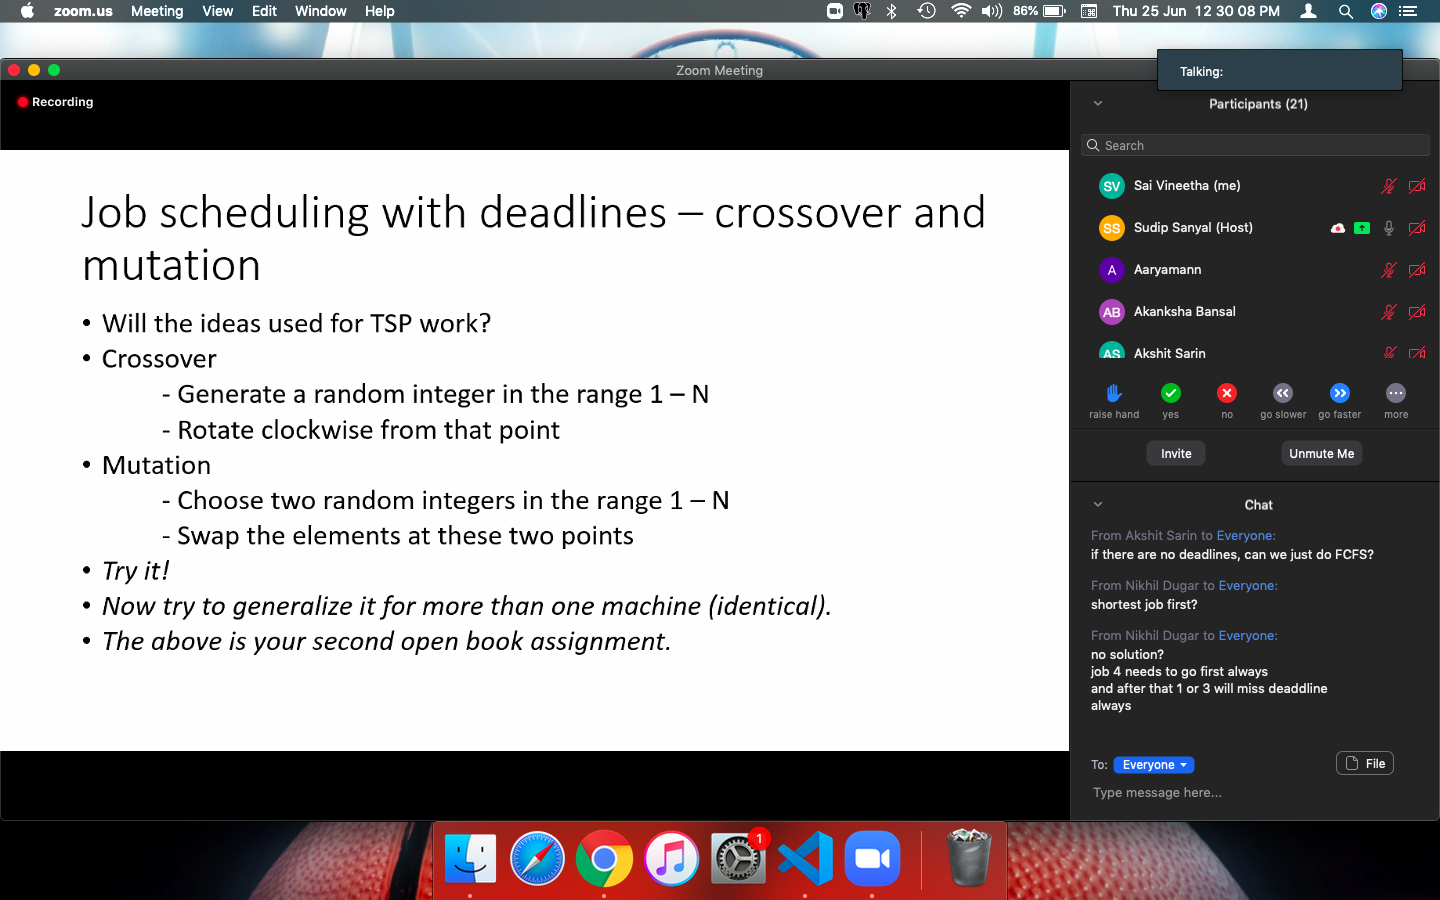 zoom.us Meeting View Edit Window Help 86% Thu 25 Jun 12 30 08 PM
Zoom Meeting
Talking:
Recording
Participants (21)
Search
Job scheduling with deadlines – crossover and
mutation
• Will the ideas used for TSP work?
• Crossover
- Generate a random integer in the range 1 – N
- Rotate clockwise from that point
• Mutation
- Choose two random integers in the range 1 – N
- Swap the elements at these two points
• Try it!
• Now try to generalize it for more than one machine (identical).
• The above is your second open book assignment.
SV Sai Vineetha (me)
SS Sudip Sanyal (Host)
A Aaryamann
AB Akanksha Bansal
AS Akshit Sarin
raise hand yes no go slower go faster more
Invite Unmute Me
Chat
From Akshit Sarin to Everyone:
if there are no deadlines, can we just do FCFS?
From Nikhil Dugar to Everyone:
shortest job first?
From Nikhil Dugar to Everyone:
no solution?
job 4 needs to go first always
and after that 1 or 3 will miss deaddline
always
To: Everyone File
Type message here...
1